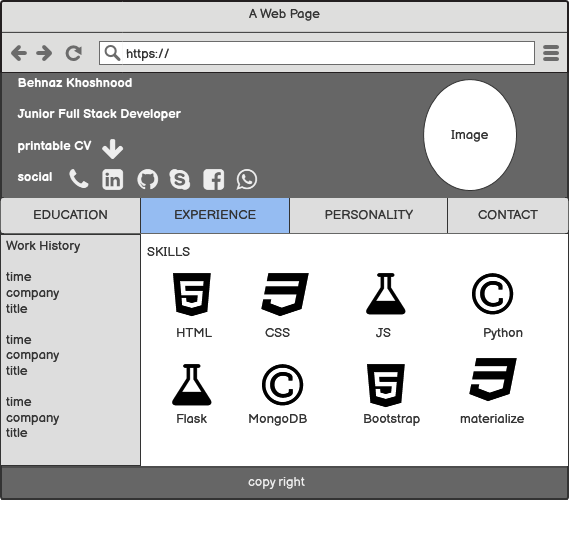 A Web Page
https://
Behnaz Khoshnood
Junior Full Stack Developer
printable CV
social
Image
EDUCATION
EXPERIENCE
PERSONALITY
CONTACT
Work History
time
company
title
time
company
title
time
company
title
SKILLS
HTML
CSS
JS
Python
Flask
MongoDB
Bootstrap
materialize
copy right